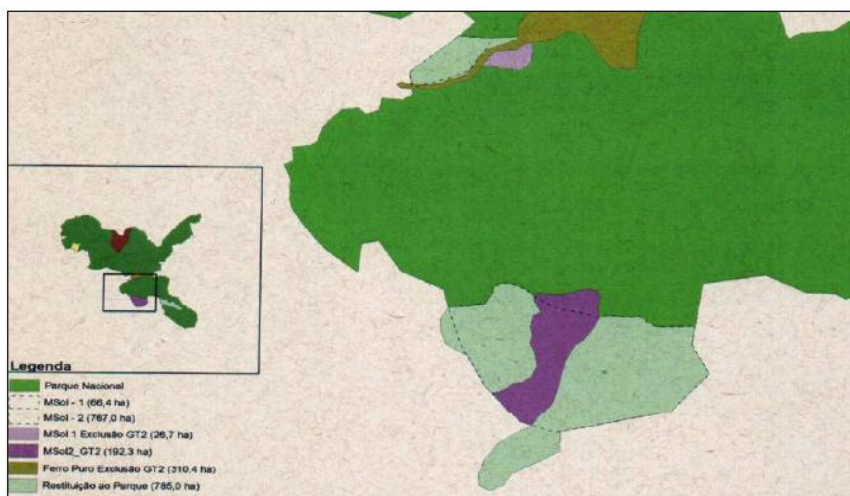 Legenda
Parque Nacional
MSol - 1 (66,4 ha)
MSol - 2 (767,0 ha)
MSol 1 Exclusão GT2 (26,7 ha)
MSol2_GT2 (192,3 ha)
Ferro Puro Exclusão GT2 (310,4 ha)
Restituição ao Parque (785,0 ha)